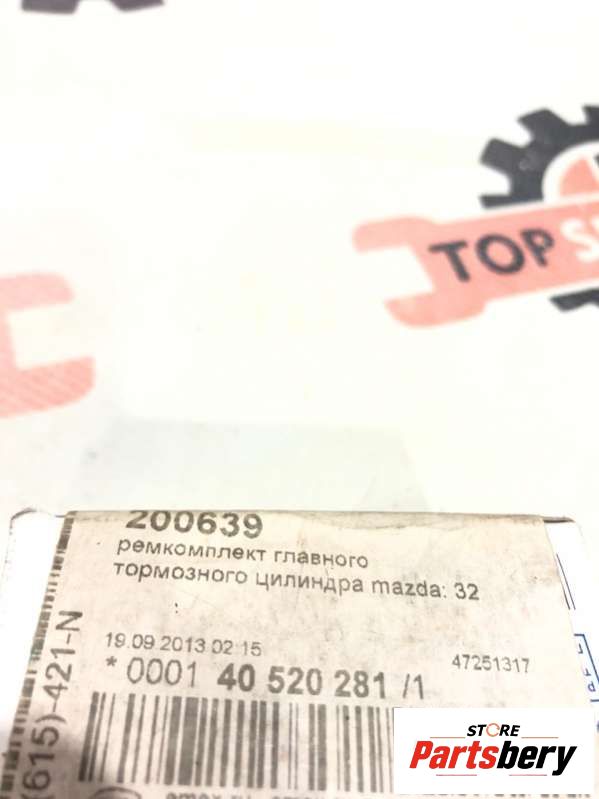 TOP
200639
ремкомплект главного
тормозного цилиндра mazda: 32
19.09.2013 02:15
47251317
*0001 40 520 281 /1
(615)-421-N
STORE
Partsbery